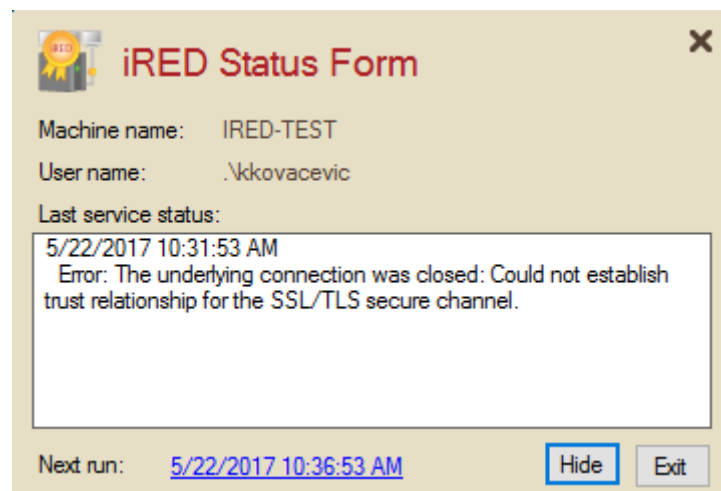 iRED
iRED Status Form
Machine name: IRED-TEST
User name: .\kkovacevic
Last service status:
5/22/2017 10:31:53 AM
Error: The underlying connection was closed: Could not establish
trust relationship for the SSL/TLS secure channel.
Next run: 5/22/2017 10:36:53 AM Hide Exit